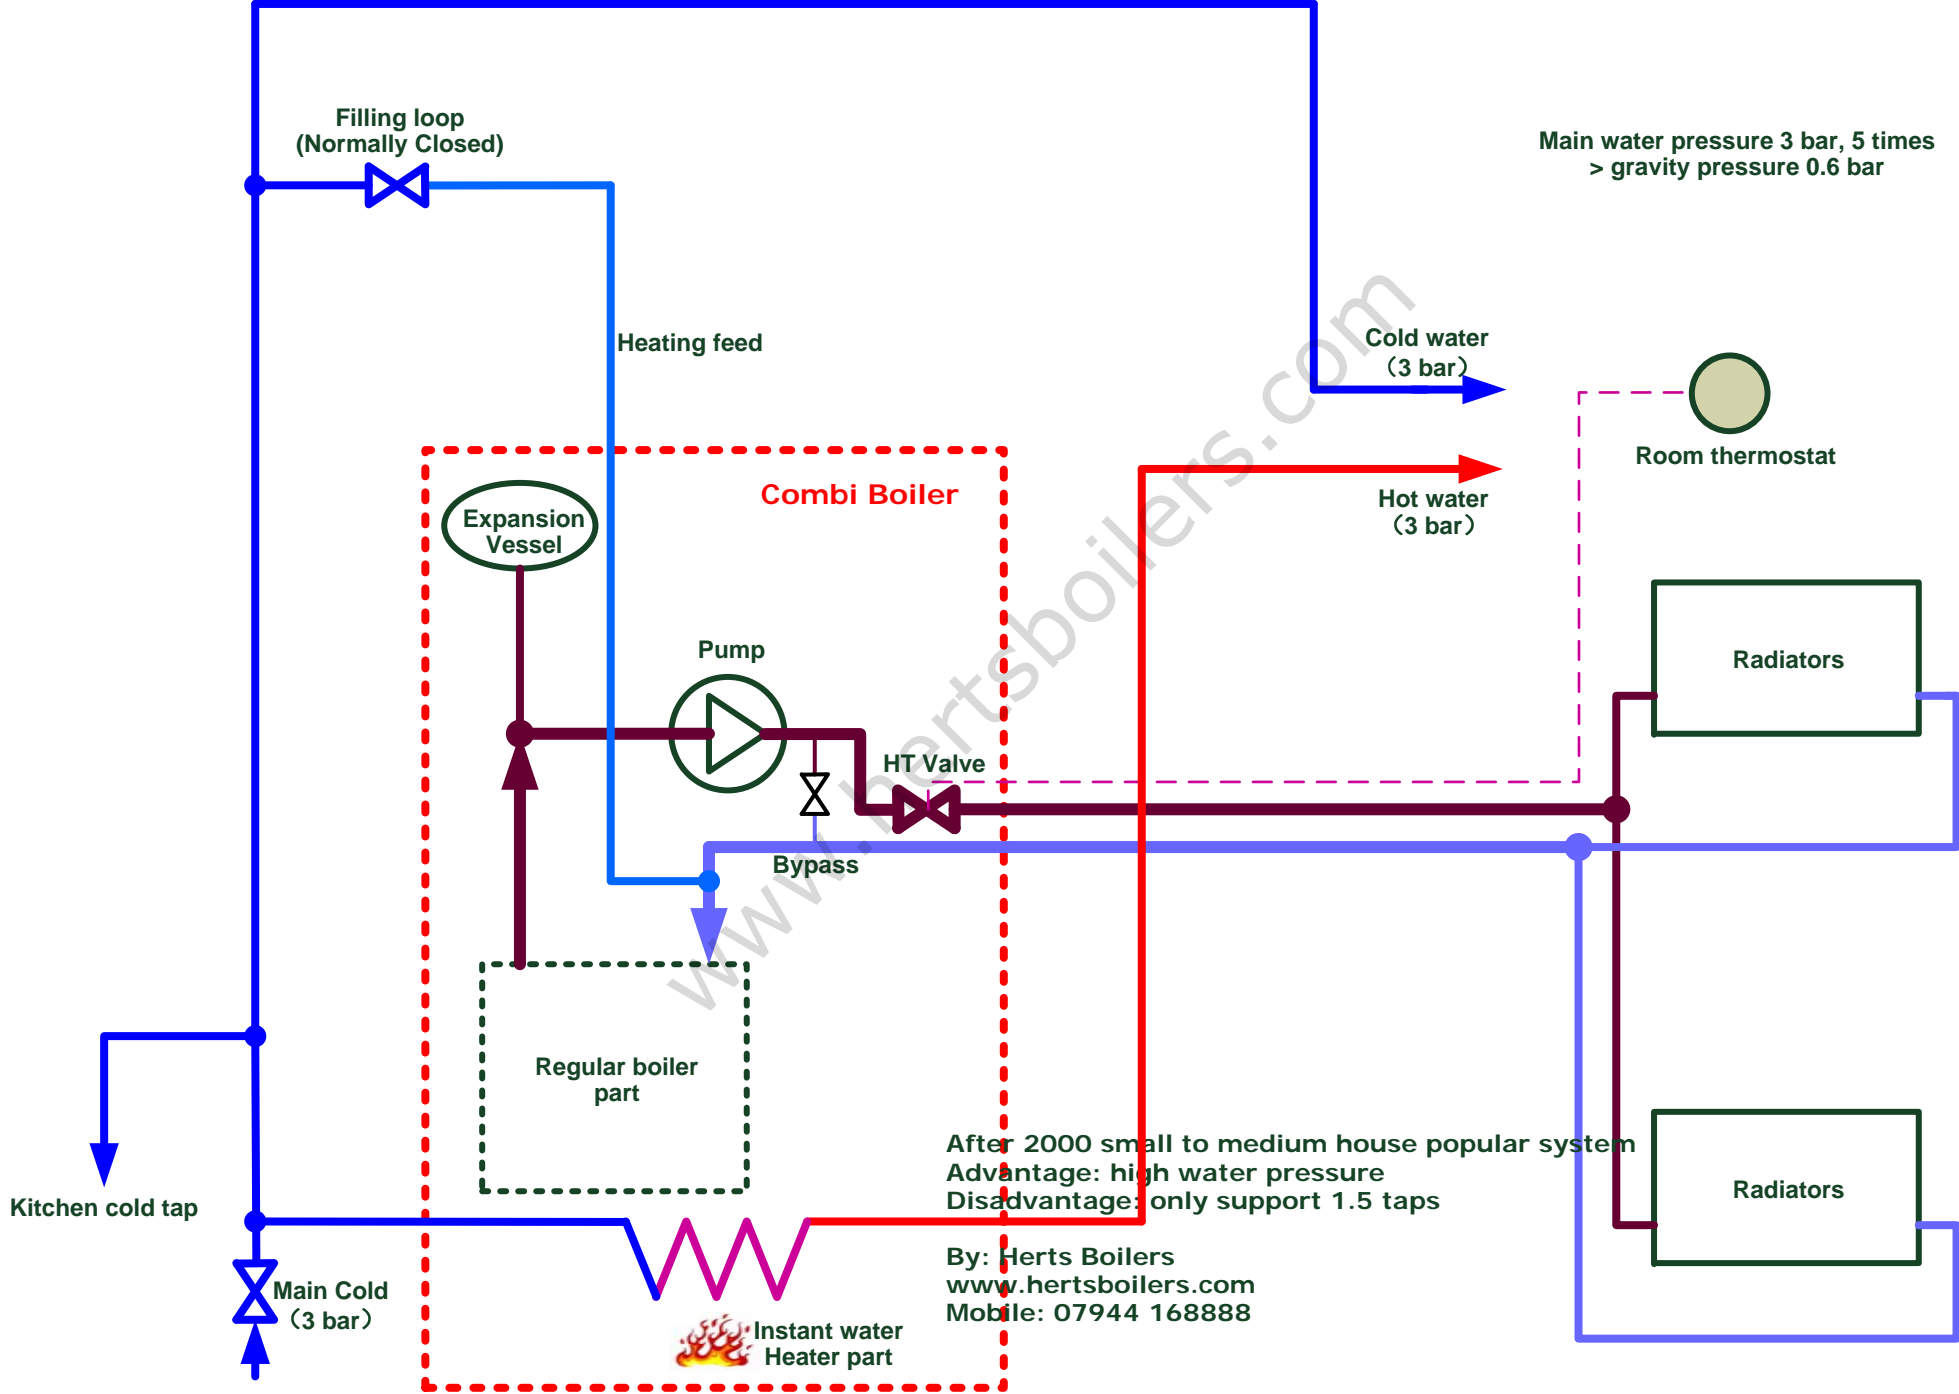 Filling loop
(Normally Closed)
Main water pressure 3 bar, 5 times
> gravity pressure 0.6 bar
Heating feed
Cold water
（3 bar）
Room thermostat
Combi Boiler
Hot water
（3 bar）
Expansion
Vessel
Pump
Radiators
HT Valve
Bypass
www.hertsboilers.com
Regular boiler
part
After 2000 small to medium house popular system
Advantage: high water pressure
Disadvantage: only support 1.5 taps
Radiators
Kitchen cold tap
By: Herts Boilers
www.hertsboilers.com
Mobile: 07944 168888
Main Cold
（3 bar）
Instant water
Heater part